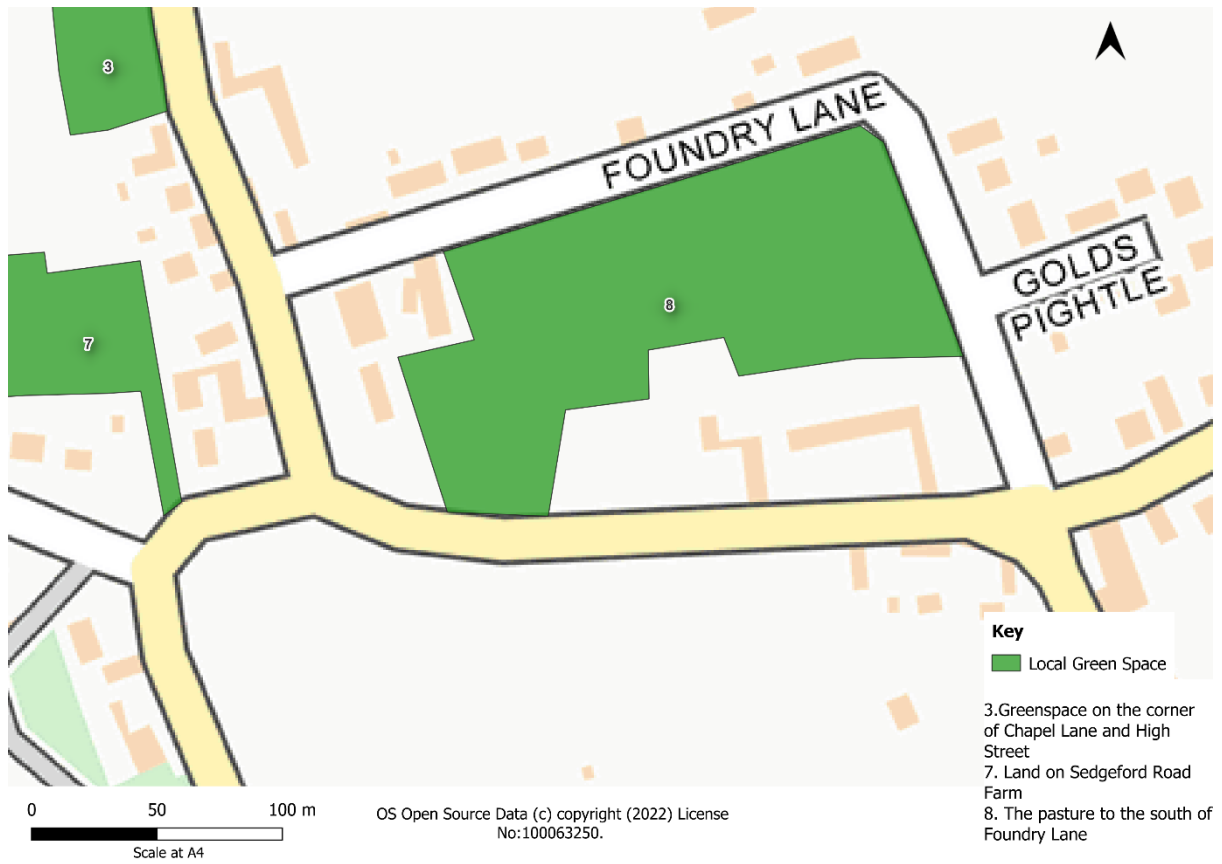 3
FOUNDRY LANE
GOLDS
PIGHTLE
8
7
Key
Local Green Space
3.Greenspace on the corner
of Chapel Lane and High
Street
7. Land on Sedgeford Road
Farm
8. The pasture to the south of
Foundry Lane
0 50 100 m
Scale at A4
OS Open Source Data (c) copyright (2022) License
No:100063250.